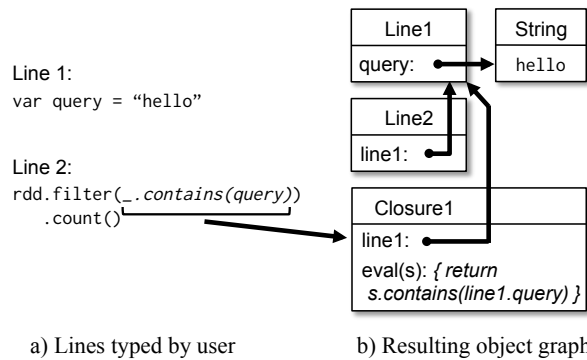 Line 1:
var query = “hello”
Line 2:
rdd.filter(_.contains(query))
.count()
Line1
query:
String
hello
Line2
line1:
Closure1
line1:
eval(s): { return
s.contains(line1.query) }
a) Lines typed by user
b) Resulting object graph